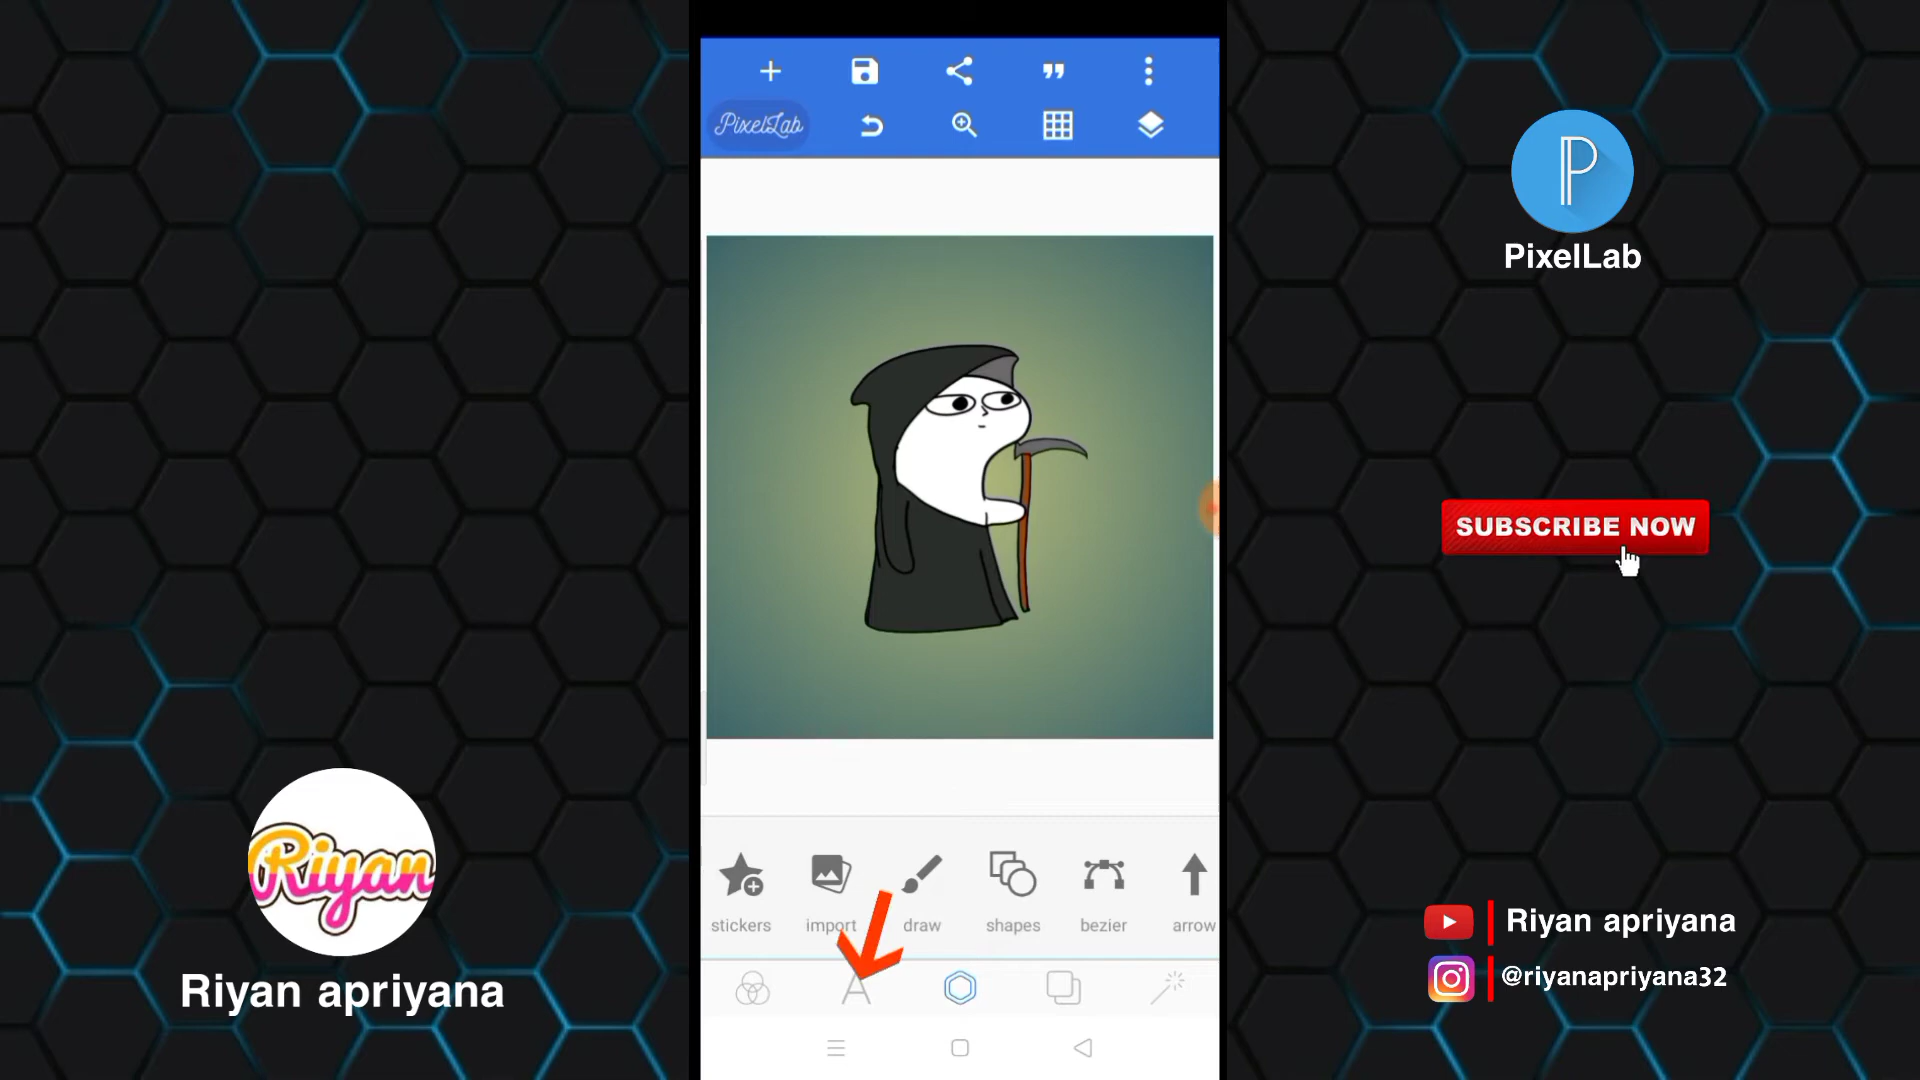 PixelLab
PixelLab
SUBSCRIBE NOW
stickers import draw shapes bezier arrow
Riyan
Riyan apriyana
Riyan apriyana
@riyanapriyana32